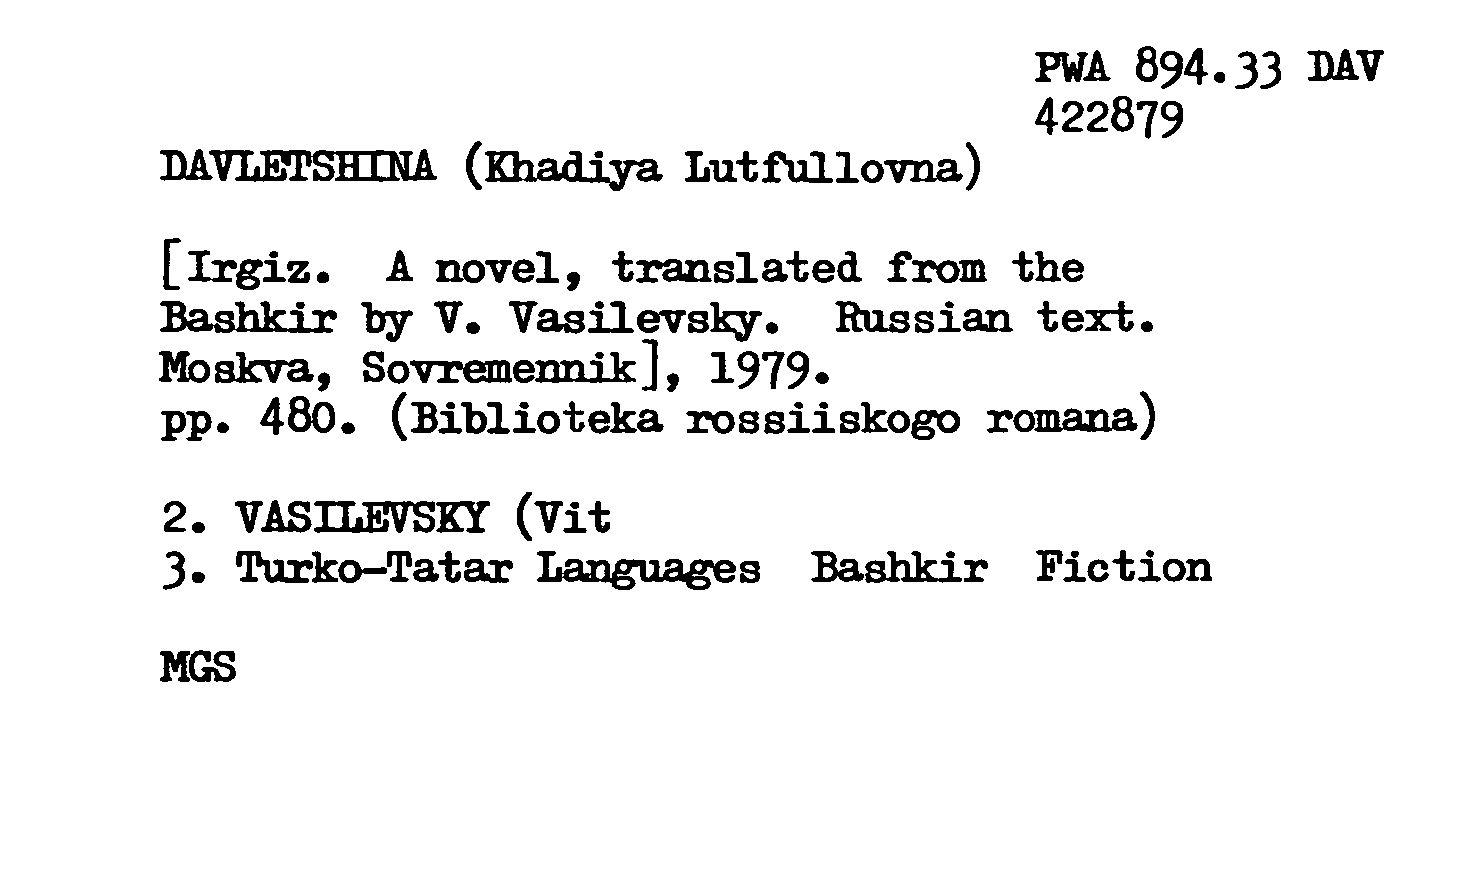 PWA 894.33 DAV
422879
DAVLETSHINA (Khadiya Lutfullovna)
[Irgiz. A novel, translated from the
Bashkir by V. Vasilevsky. Russian text.
Moskva, Sovremennik], 1979.
pp. 480. (Biblioteka rossiiskogo romana)
2. VASILEVSKY (Vit
3. Turko-Tatar Languages Bashkir Fiction
MGS